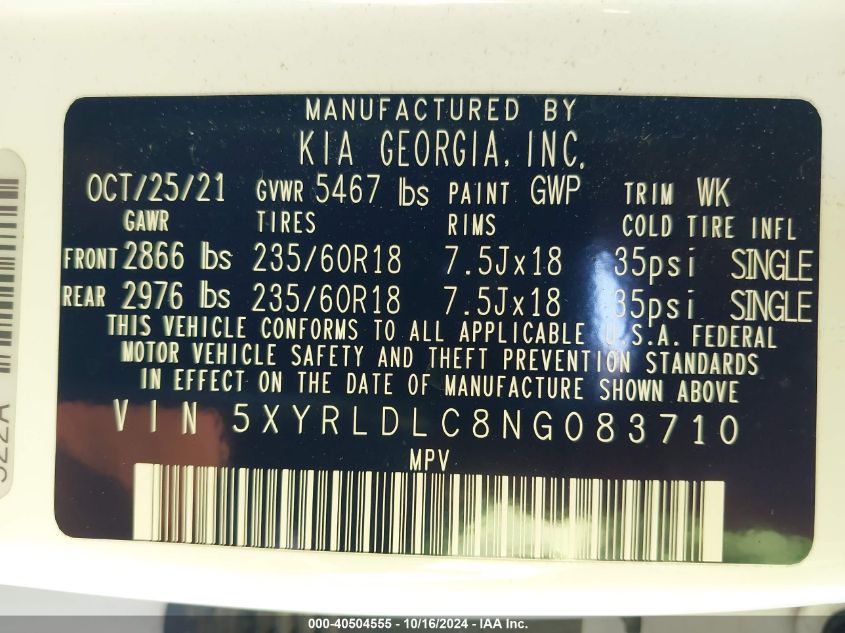 MANUFACTURED BY
KIA GEORGIA, INC.
OCT/25/21 GVWR 5467 lbs PAINT GWP TRIM WK
GAWR TIRES RIMS COLD TIRE INFL
FRONT 2866 lbs 235/60R18 7.5Jx18 35psi SINGLE
REAR 2976 lbs 235/60R18 7.5Jx18 35psi SINGLE
THIS VEHICLE CONFORMS TO ALL APPLICABLE U.S.A. FEDERAL
MOTOR VEHICLE SAFETY AND THEFT PREVENTION STANDARDS
IN EFFECT ON THE DATE OF MANUFACTURE SHOWN ABOVE
VIN 5XYRLDLC8NG083710
MPV
000-40504555 - 10/16/2024 - IAA Inc.